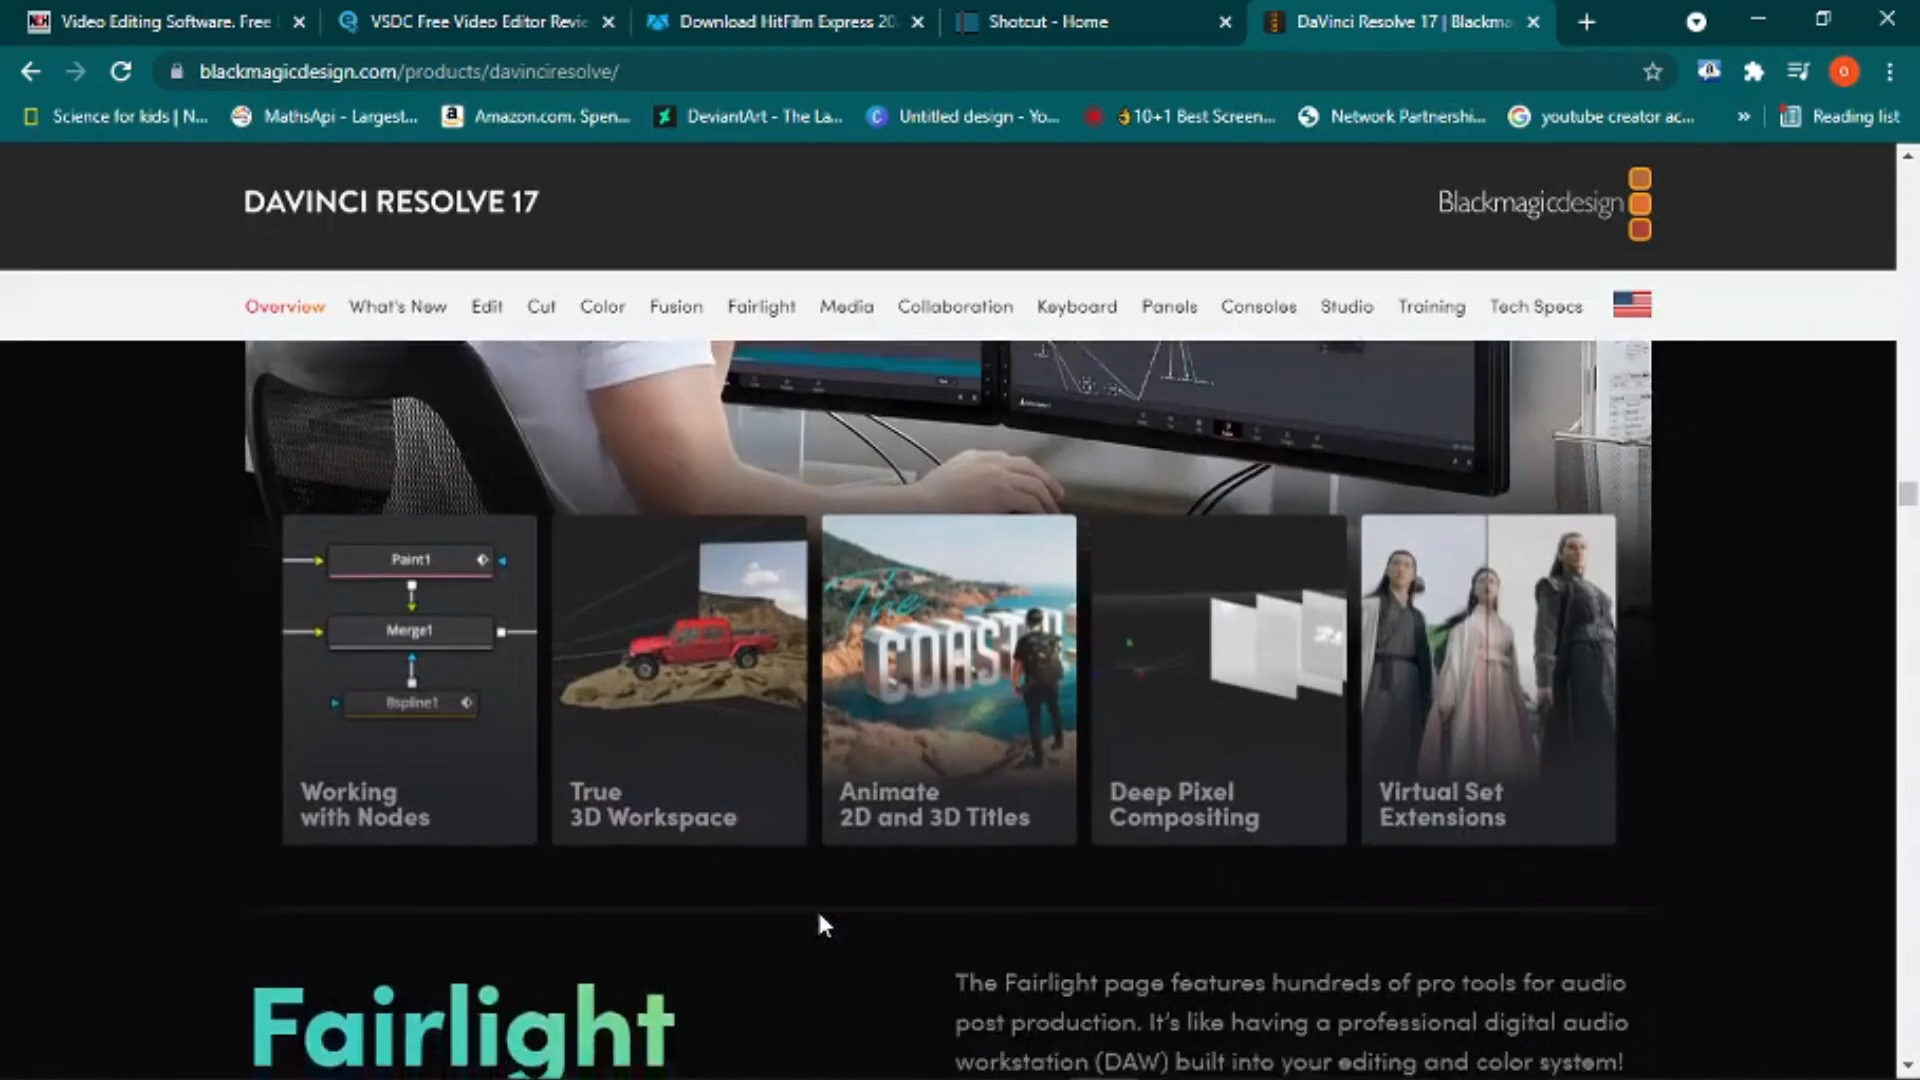 Video Editing Software. Free
VSDC Free Video Editor Revie
Download HitFilm Express 20
Shotcut - Home
DaVinci Resolve 17 | Blackma
blackmagicdesign.com/products/davinciresolve/
O
Science for kids | N...
MathsApi - Largest...
Amazon.com. Spen...
DeviantArt - The La...
Untitled design - Yo...
10+1 Best Screen...
Network Partnershi...
youtube creator ac...
»
Reading list
DAVINCI RESOLVE 17
Blackmagicdesign
Overview
What's New
Edit
Cut
Color
Fusion
Fairlight
Media
Collaboration
Keyboard
Panels
Consoles
Studio
Training
Tech Specs
Paint1
Merge1
Bspline1
The
COAST
Working
with Nodes
True
3D Workspace
Animate
2D and 3D Titles
Deep Pixel
Compositing
Virtual Set
Extensions
Fairlight
The Fairlight page features hundreds of pro tools for audio
post production. It's like having a professional digital audio
workstation (DAW) built into your editing and color system!